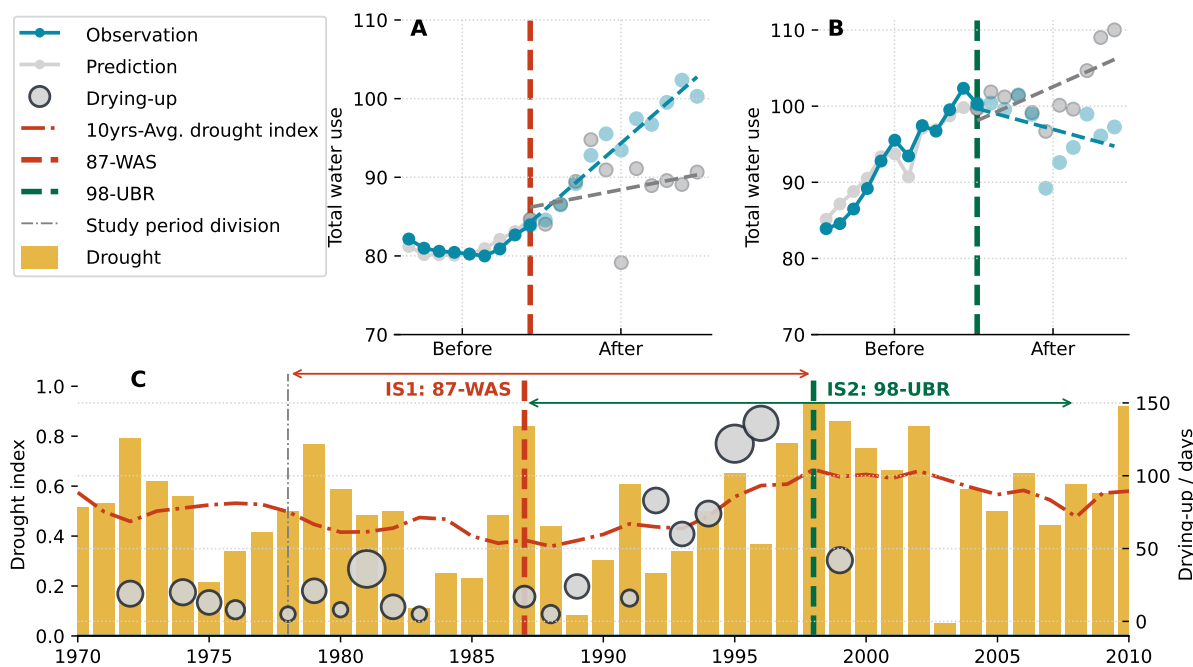 Observation
Prediction
Drying-up
10yrs-Avg. drought index
87-WAS
98-UBR
Study period division
Drought
A
110
100
90
80
70
Total water use
Before
After
B
110
100
90
80
70
Total water use
Before
After
C
IS1: 87-WAS
IS2: 98-UBR
1.0
0.8
0.6
0.4
0.2
0.0
Drought index
150
100
50
0
Drying-up / days
1970
1975
1980
1985
1990
1995
2000
2005
2010